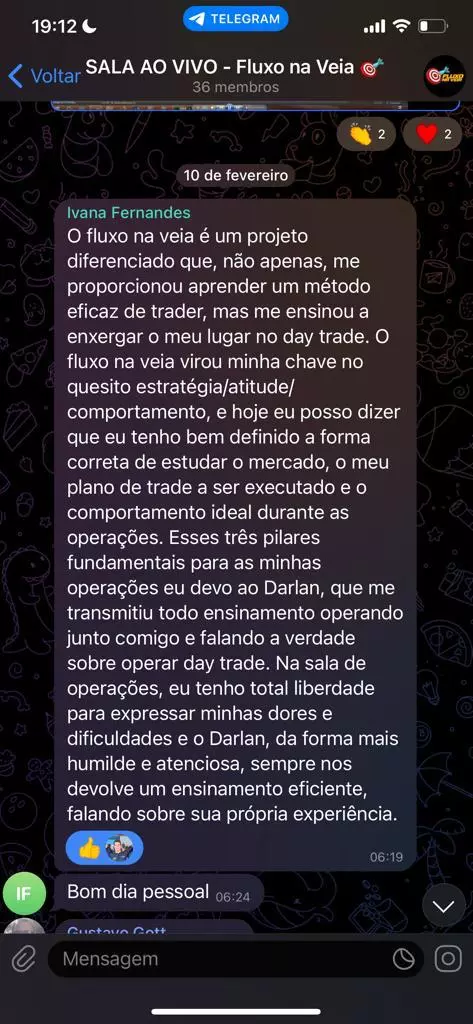 19:12
TELEGRAM
Voltar
SALA AO VIVO - Fluxo na Veia 🎯
36 membros
👏 2
❤️ 2
10 de fevereiro
Ivana Fernandes
O fluxo na veia é um projeto
diferenciado que, não apenas, me
proporcionou aprender um método
eficaz de trader, mas me ensinou a
enxergar o meu lugar no day trade. O
fluxo na veia virou minha chave no
quesito estratégia/atitude/
comportamento, e hoje eu posso dizer
que eu tenho bem definido a forma
correta de estudar o mercado, o meu
plano de trade a ser executado e o
comportamento ideal durante as
operações. Esses três pilares
fundamentais para as minhas
operações eu devo ao Darlan, que me
transmitiu todo ensinamento operando
junto comigo e falando a verdade
sobre operar day trade. Na sala de
operações, eu tenho total liberdade
para expressar minhas dores e
dificuldades e o Darlan, da forma mais
humilde e atenciosa, sempre nos
devolve um ensinamento eficiente,
falando sobre sua própria experiência.
👍
06:19
IF
Bom dia pessoal 06:24
Gustavo Gott
Mensagem